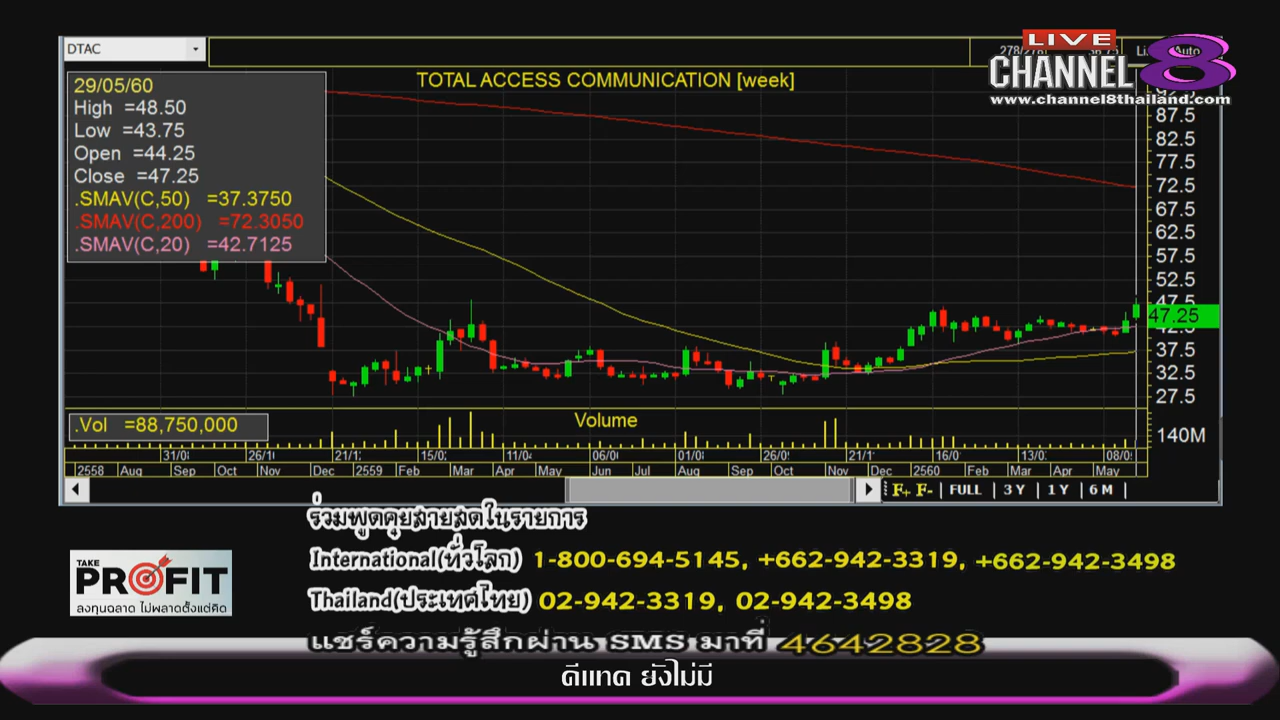 DTAC
LIVE
CHANNEL 8
www.channel8thailand.com
TOTAL ACCESS COMMUNICATION [week]
29/05/60
High =48.50
Low =43.75
Open =44.25
Close =47.25
.SMAV(C,50) =37.3750
.SMAV(C,200) =72.3050
.SMAV(C,20) =42.7125
87.5
82.5
77.5
72.5
67.5
62.5
57.5
52.5
47.5
47.25
42.5
37.5
32.5
27.5
.Vol =88,750,000
Volume
140M
2558 Aug Sep Oct Nov Dec 2559 Feb Mar Apr May Jun Jul Aug Sep Oct Nov Dec 2560 Feb Mar Apr May
F+ F- FULL 3 Y 1 Y 6 M
ร่วมพูดคุยสายสดในรายการ
International(ทั่วโลก) 1-800-694-5145, +662-942-3319, +662-942-3498
TAKE
PROFIT
ลงทุนฉลาด ไม่พลาดตั้งแต่คิด
Thailand(ประเทศไทย) 02-942-3319, 02-942-3498
แชร์ความรู้สึกผ่าน SMS มาที่ 4642828
ดีแทค ยังไม่มี